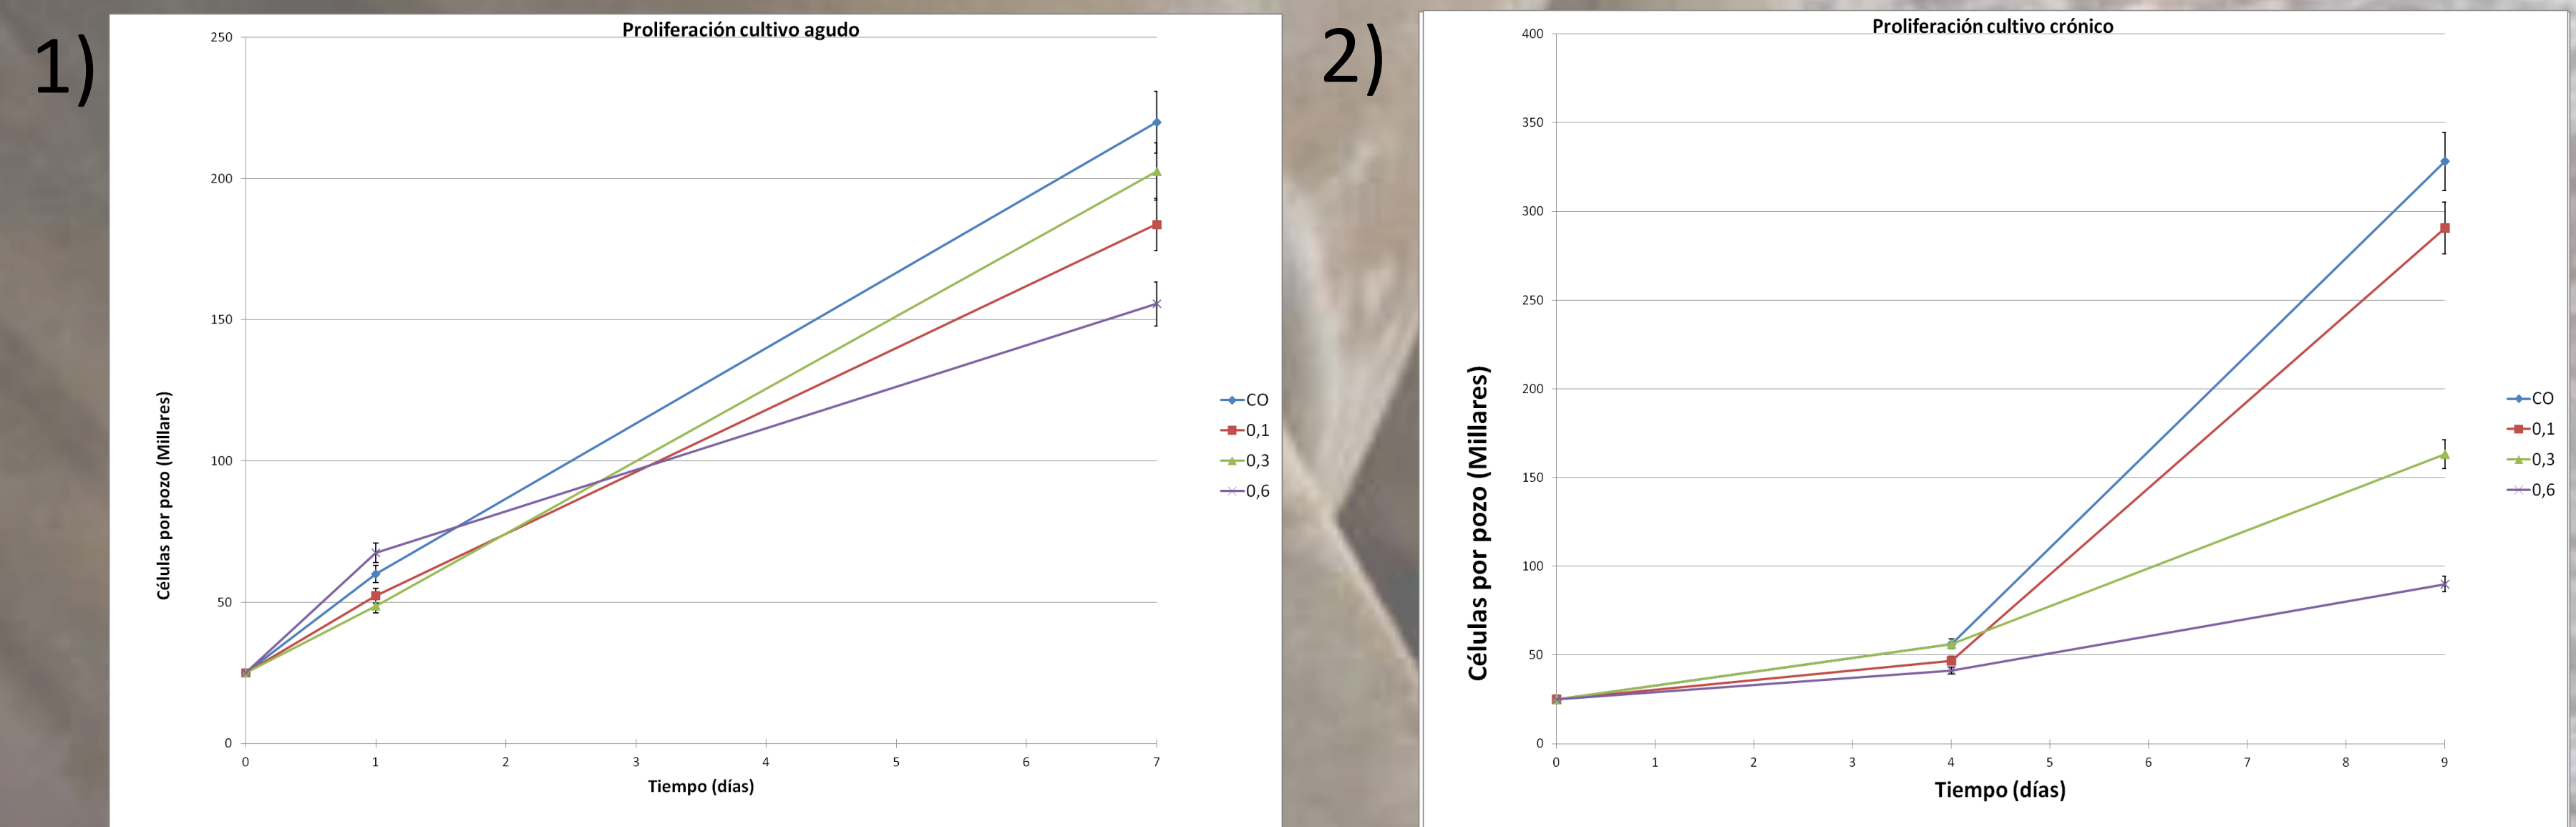 1)
Proliferación cultivo agudo
250
200
150
100
50
0
Células por pozo (Millares)
0 1 2 3 4 5 6 7
Tiempo (días)
CO
0,1
0,3
0,6
2)
Proliferación cultivo crónico
400
350
300
250
200
150
100
50
0
Células por pozo (Millares)
0 1 2 3 4 5 6 7 8 9
Tiempo (días)
CO
0,1
0,3
0,6